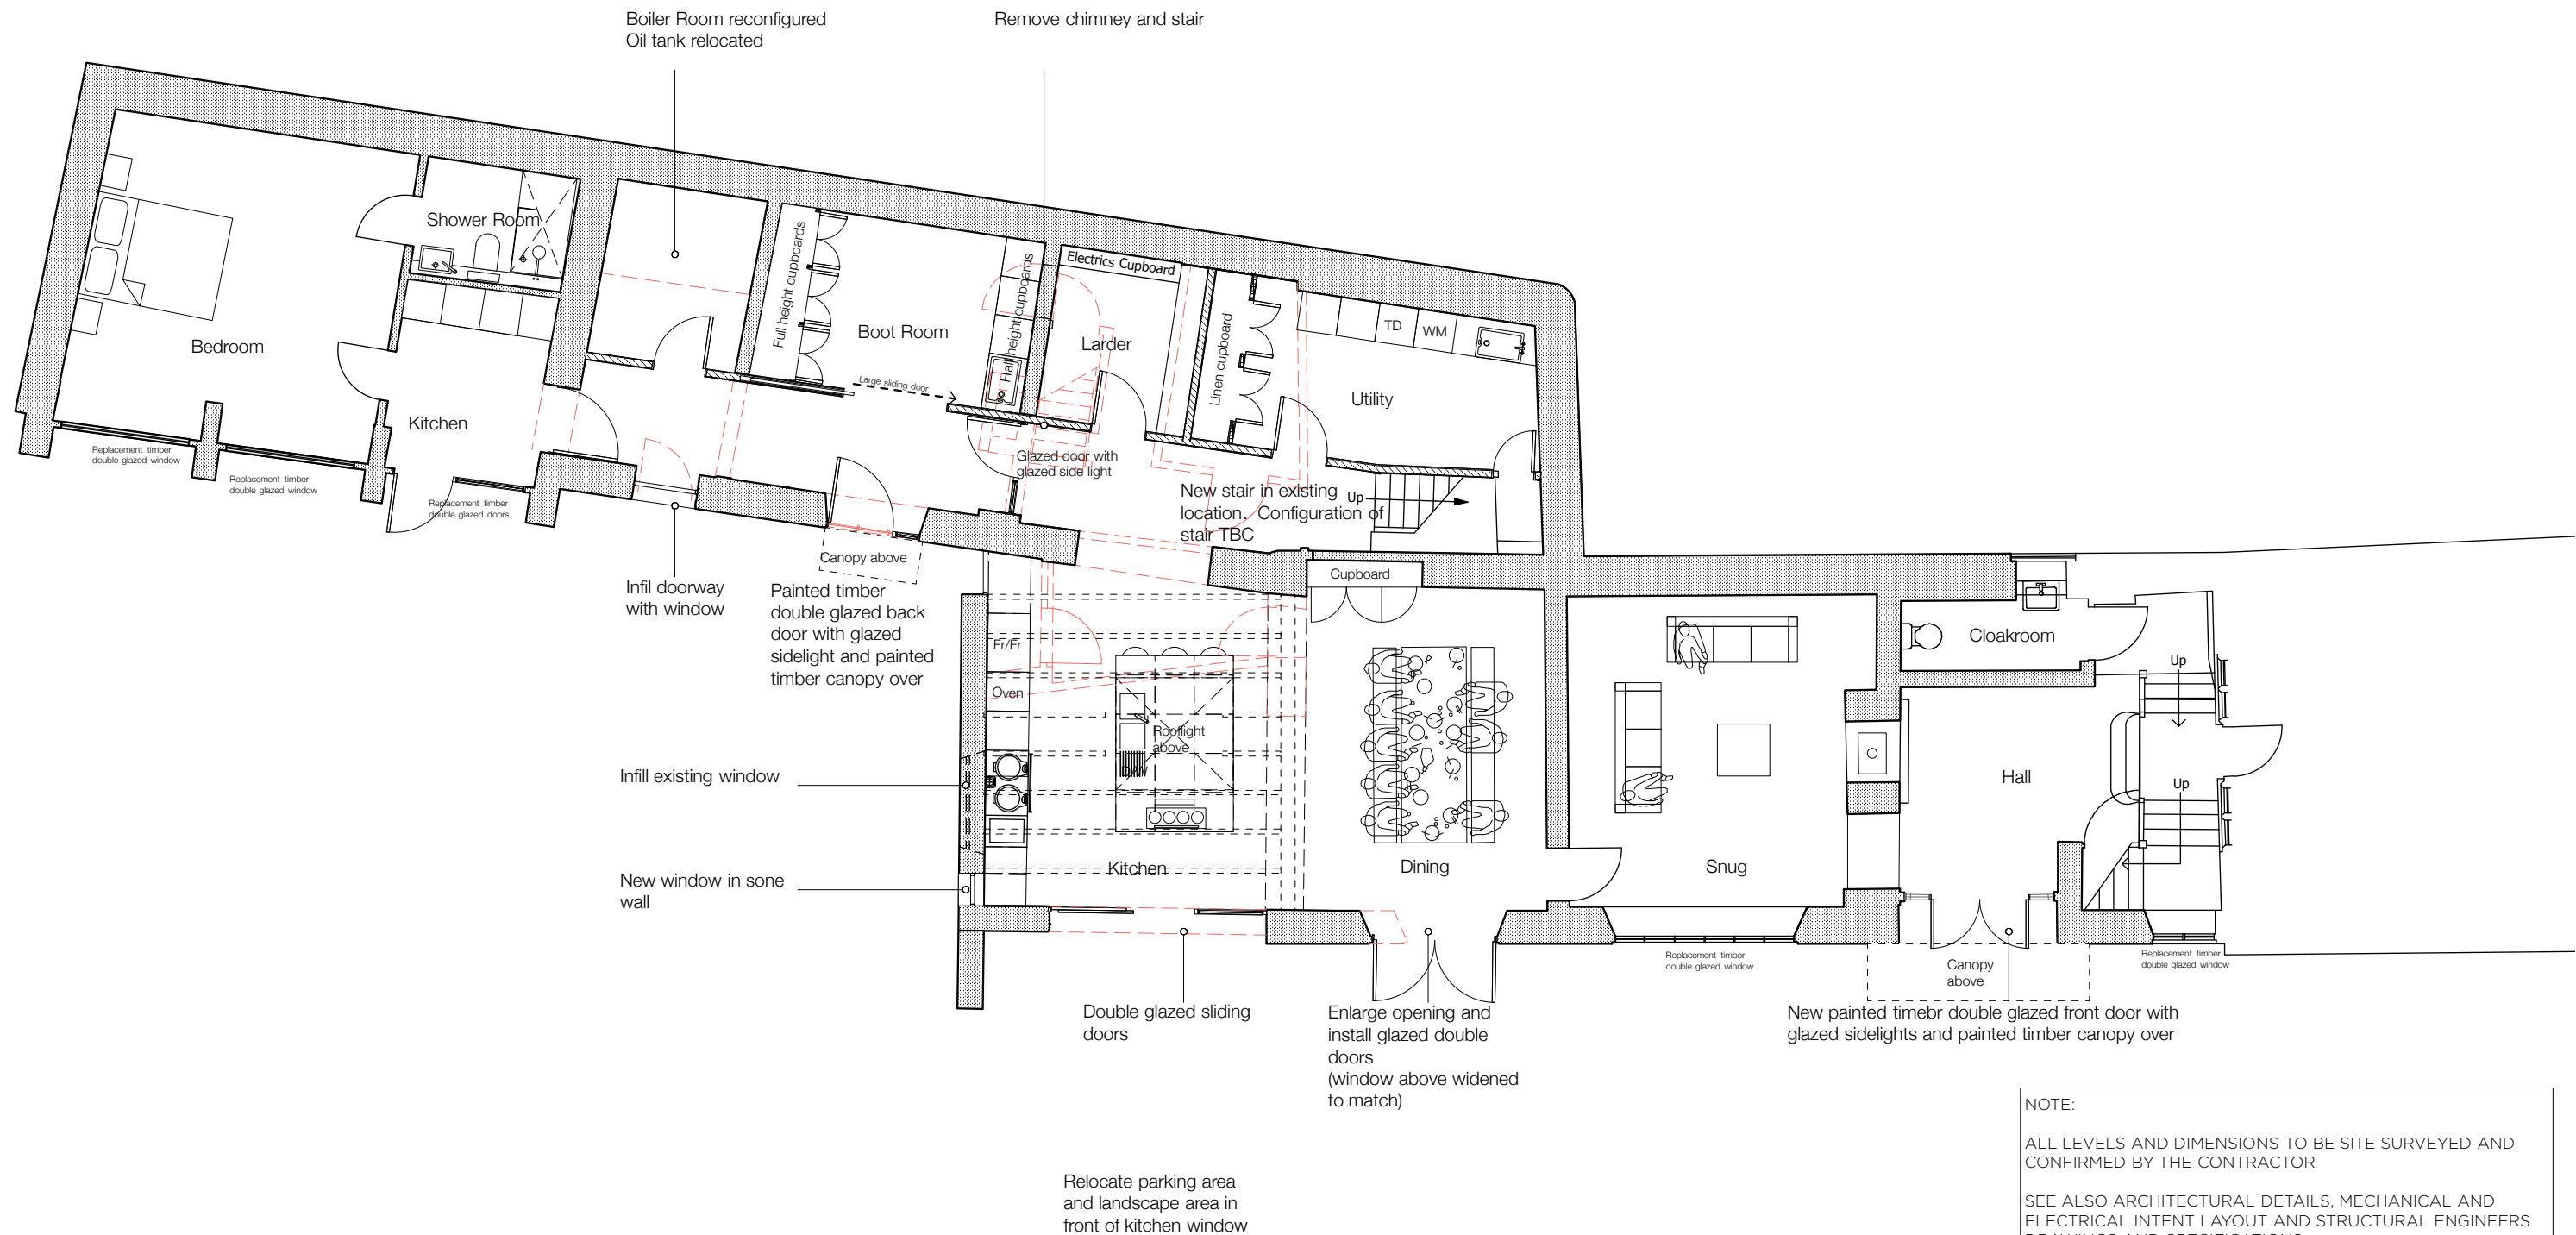 Boiler Room reconfigured
Oil tank relocated
Remove chimney and stair
Shower Room
Bedroom
Kitchen
Full height cupboards
Boot Room
Half height cupboards
Large sliding door
Electrics Cupboard
Larder
Linen cupboard
TD
WM
Utility
Replacement timber
double glazed window
Replacement timber
double glazed window
Replacement timber
double glazed doors
Glazed door with
glazed side light
New stair in existing
location. Configuration of
stair TBC
Up
Canopy above
Infil doorway
with window
Painted timber
double glazed back
door with glazed
sidelight and painted
timber canopy over
Cupboard
Fr/Fr
Oven
Rooflight
above
D/W
Cloakroom
Up
Up
Hall
Infill existing window
New window in sone
wall
Kitchen
Dining
Snug
Replacement timber
double glazed window
Canopy
above
Replacement timber
double glazed window
Double glazed sliding
doors
Enlarge opening and
install glazed double
doors
(window above widened
to match)
New painted timebr double glazed front door with
glazed sidelights and painted timber canopy over
Relocate parking area
and landscape area in
front of kitchen window
NOTE:
ALL LEVELS AND DIMENSIONS TO BE SITE SURVEYED AND
CONFIRMED BY THE CONTRACTOR
SEE ALSO ARCHITECTURAL DETAILS, MECHANICAL AND
ELECTRICAL INTENT LAYOUT AND STRUCTURAL ENGINEERS
DRAWINGS AND SPECIFICATIONS